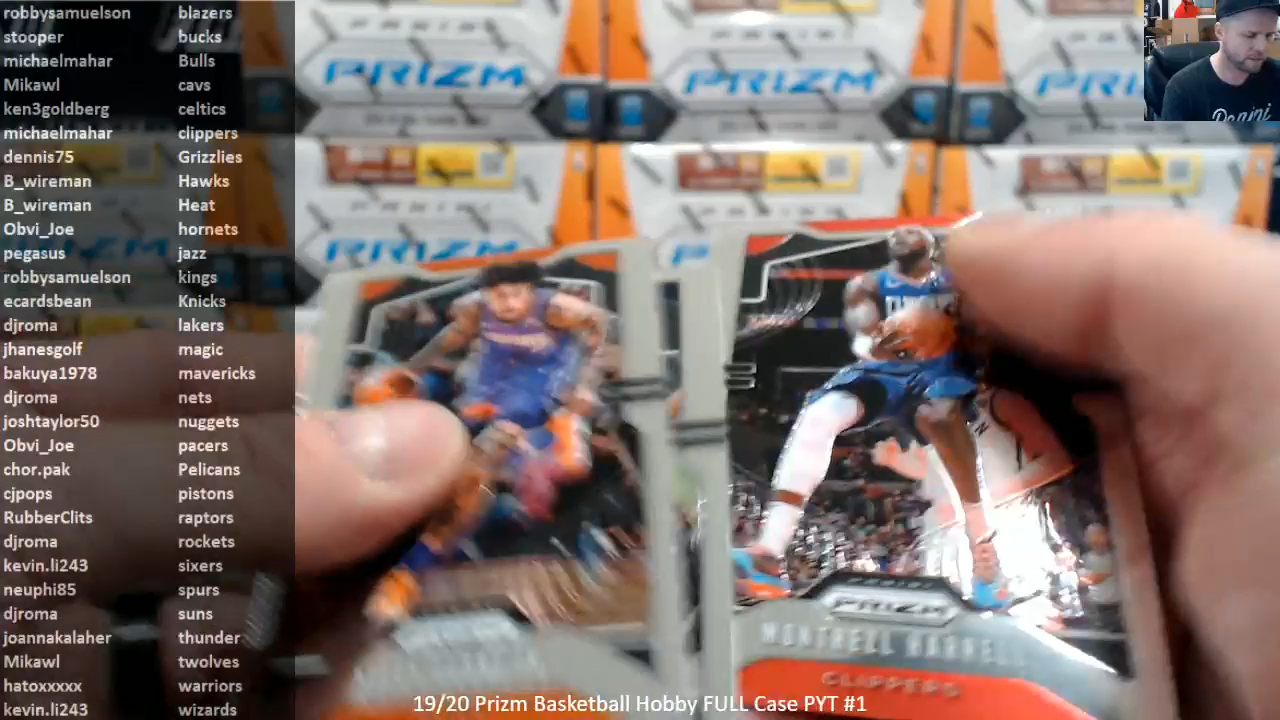 robbysamuelson blazers
stooper bucks
michaelmahar Bulls
Mikawl cavs
ken3goldberg celtics
michaelmahar clippers
dennis75 Grizzlies
B_wireman Hawks
B_wireman Heat
Obvi_Joe hornets
pegasus jazz
robbysamuelson kings
ecardsbean Knicks
djroma lakers
jhanesgolf magic
bakuya1978 mavericks
djroma nets
joshtaylor50 nuggets
Obvi_Joe pacers
chor.pak Pelicans
cjpops pistons
RubberClits raptors
djroma rockets
kevin.li243 sixers
neuphi85 spurs
djroma suns
joannakalaher thunder
Mikawl twolves
hatoxxxxx warriors
kevin.li243 wizards
PRIZM PRIZM PRIZM
PRIZM
PRIZM
MONTREZL HARRELL
CLIPPERS
19/20 Prizm Basketball Hobby FULL Case PYT #1